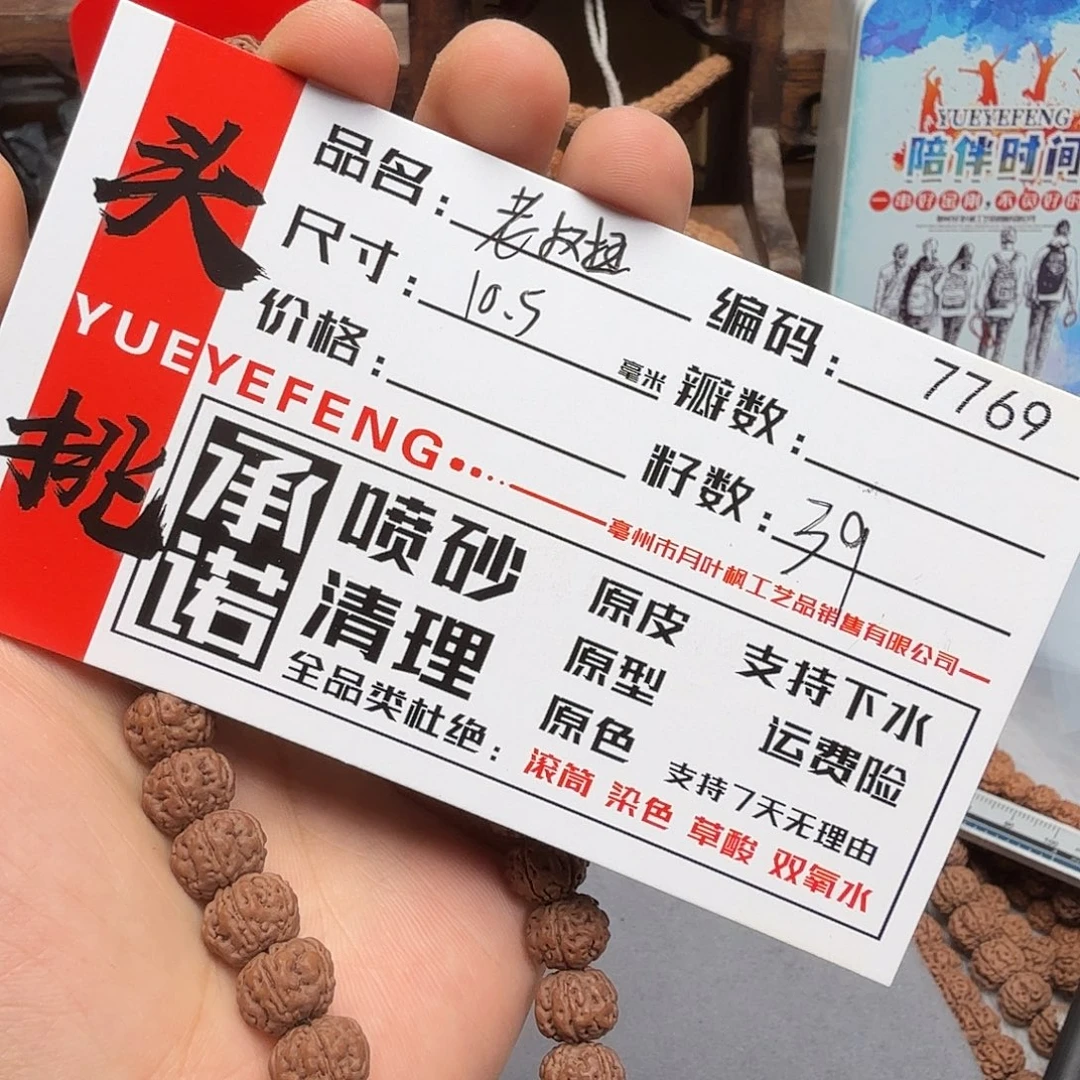 头挑
品名：老桩
编码：7769
尺寸：10.5毫米
瓣数：
价格：
籽数：39
YUEYEFENG
亳州市月叶枫工艺品销售有限公司
承诺
喷砂
清理
原皮
原型
原色
支持下水
运费险
支持7天无理由
全品类杜绝：滚筒 染色 草酸 双氧水
YUEYEFENG
陪伴时间